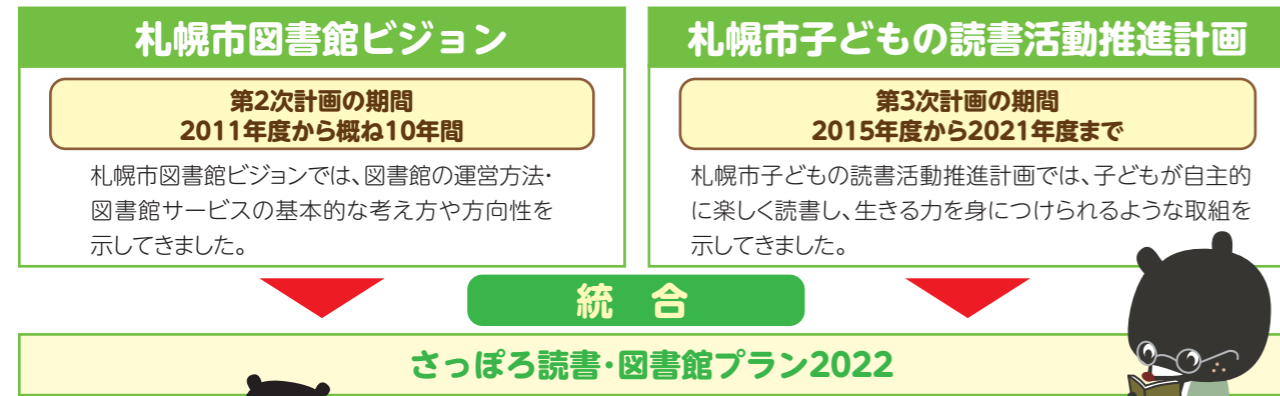 札幌市図書館ビジョン
第2次計画の期間
2011年度から概ね10年間
札幌市図書館ビジョンでは、図書館の運営方法・
図書館サービスの基本的な考え方や方向性を
示してきました。
札幌市子どもの読書活動推進計画
第3次計画の期間
2015年度から2021年度まで
札幌市子どもの読書活動推進計画では、子どもが自主的
に楽しく読書し、生きる力を身につけられるような取組を
示してきました。
統　合
さっぽろ読書・図書館プラン2022